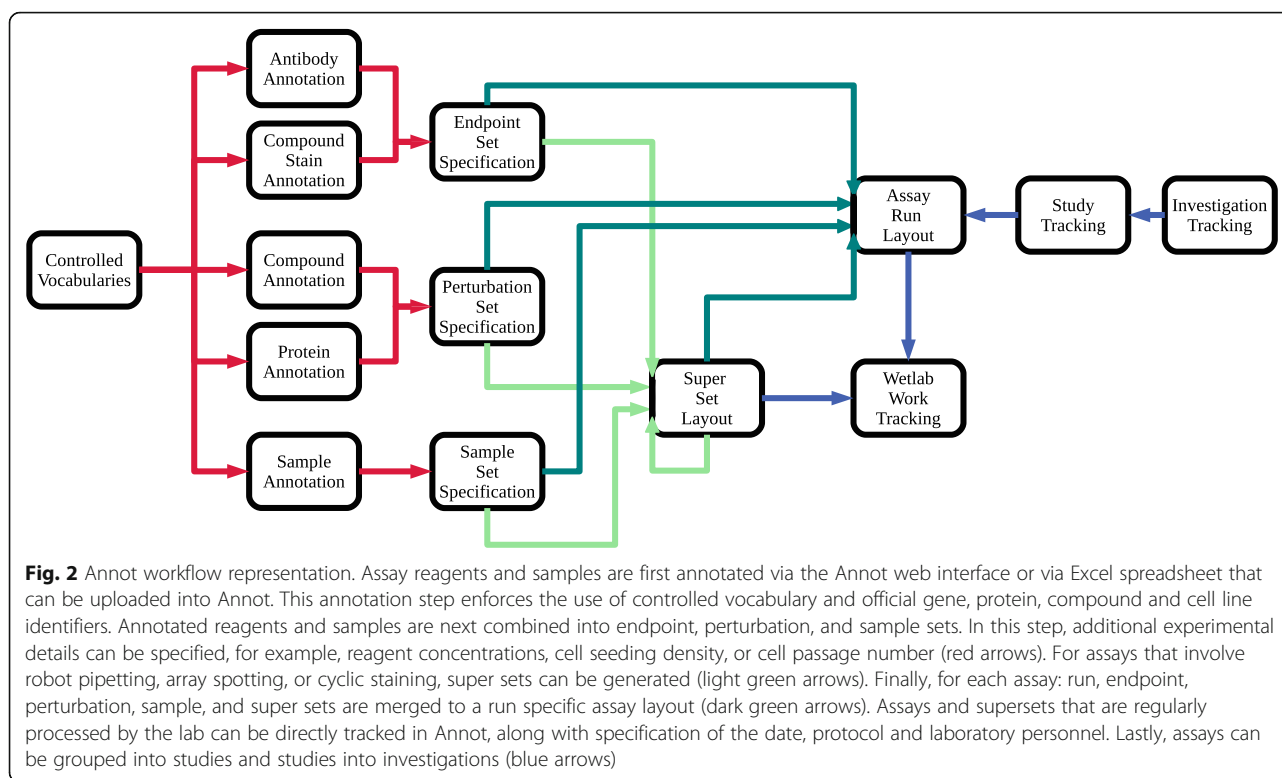 Antibody
Annotation
Compound
Stain
Annotation
Endpoint
Set
Specification
Assay
Run
Layout
Study
Tracking
Investigation
Tracking
Controlled
Vocabularies
Compound
Annotation
Protein
Annotation
Perturbation
Set
Specification
Super
Set
Layout
Wetlab
Work
Tracking
Sample
Annotation
Sample
Set
Specification
Fig. 2 Annot workflow representation. Assay reagents and samples are first annotated via the Annot web interface or via Excel spreadsheet that
can be uploaded into Annot. This annotation step enforces the use of controlled vocabulary and official gene, protein, compound and cell line
identifiers. Annotated reagents and samples are next combined into endpoint, perturbation, and sample sets. In this step, additional experimental
details can be specified, for example, reagent concentrations, cell seeding density, or cell passage number (red arrows). For assays that involve
robot pipetting, array spotting, or cyclic staining, super sets can be generated (light green arrows). Finally, for each assay: run, endpoint,
perturbation, sample, and super sets are merged to a run specific assay layout (dark green arrows). Assays and supersets that are regularly
processed by the lab can be directly tracked in Annot, along with specification of the date, protocol and laboratory personnel. Lastly, assays can
be grouped into studies and studies into investigations (blue arrows)